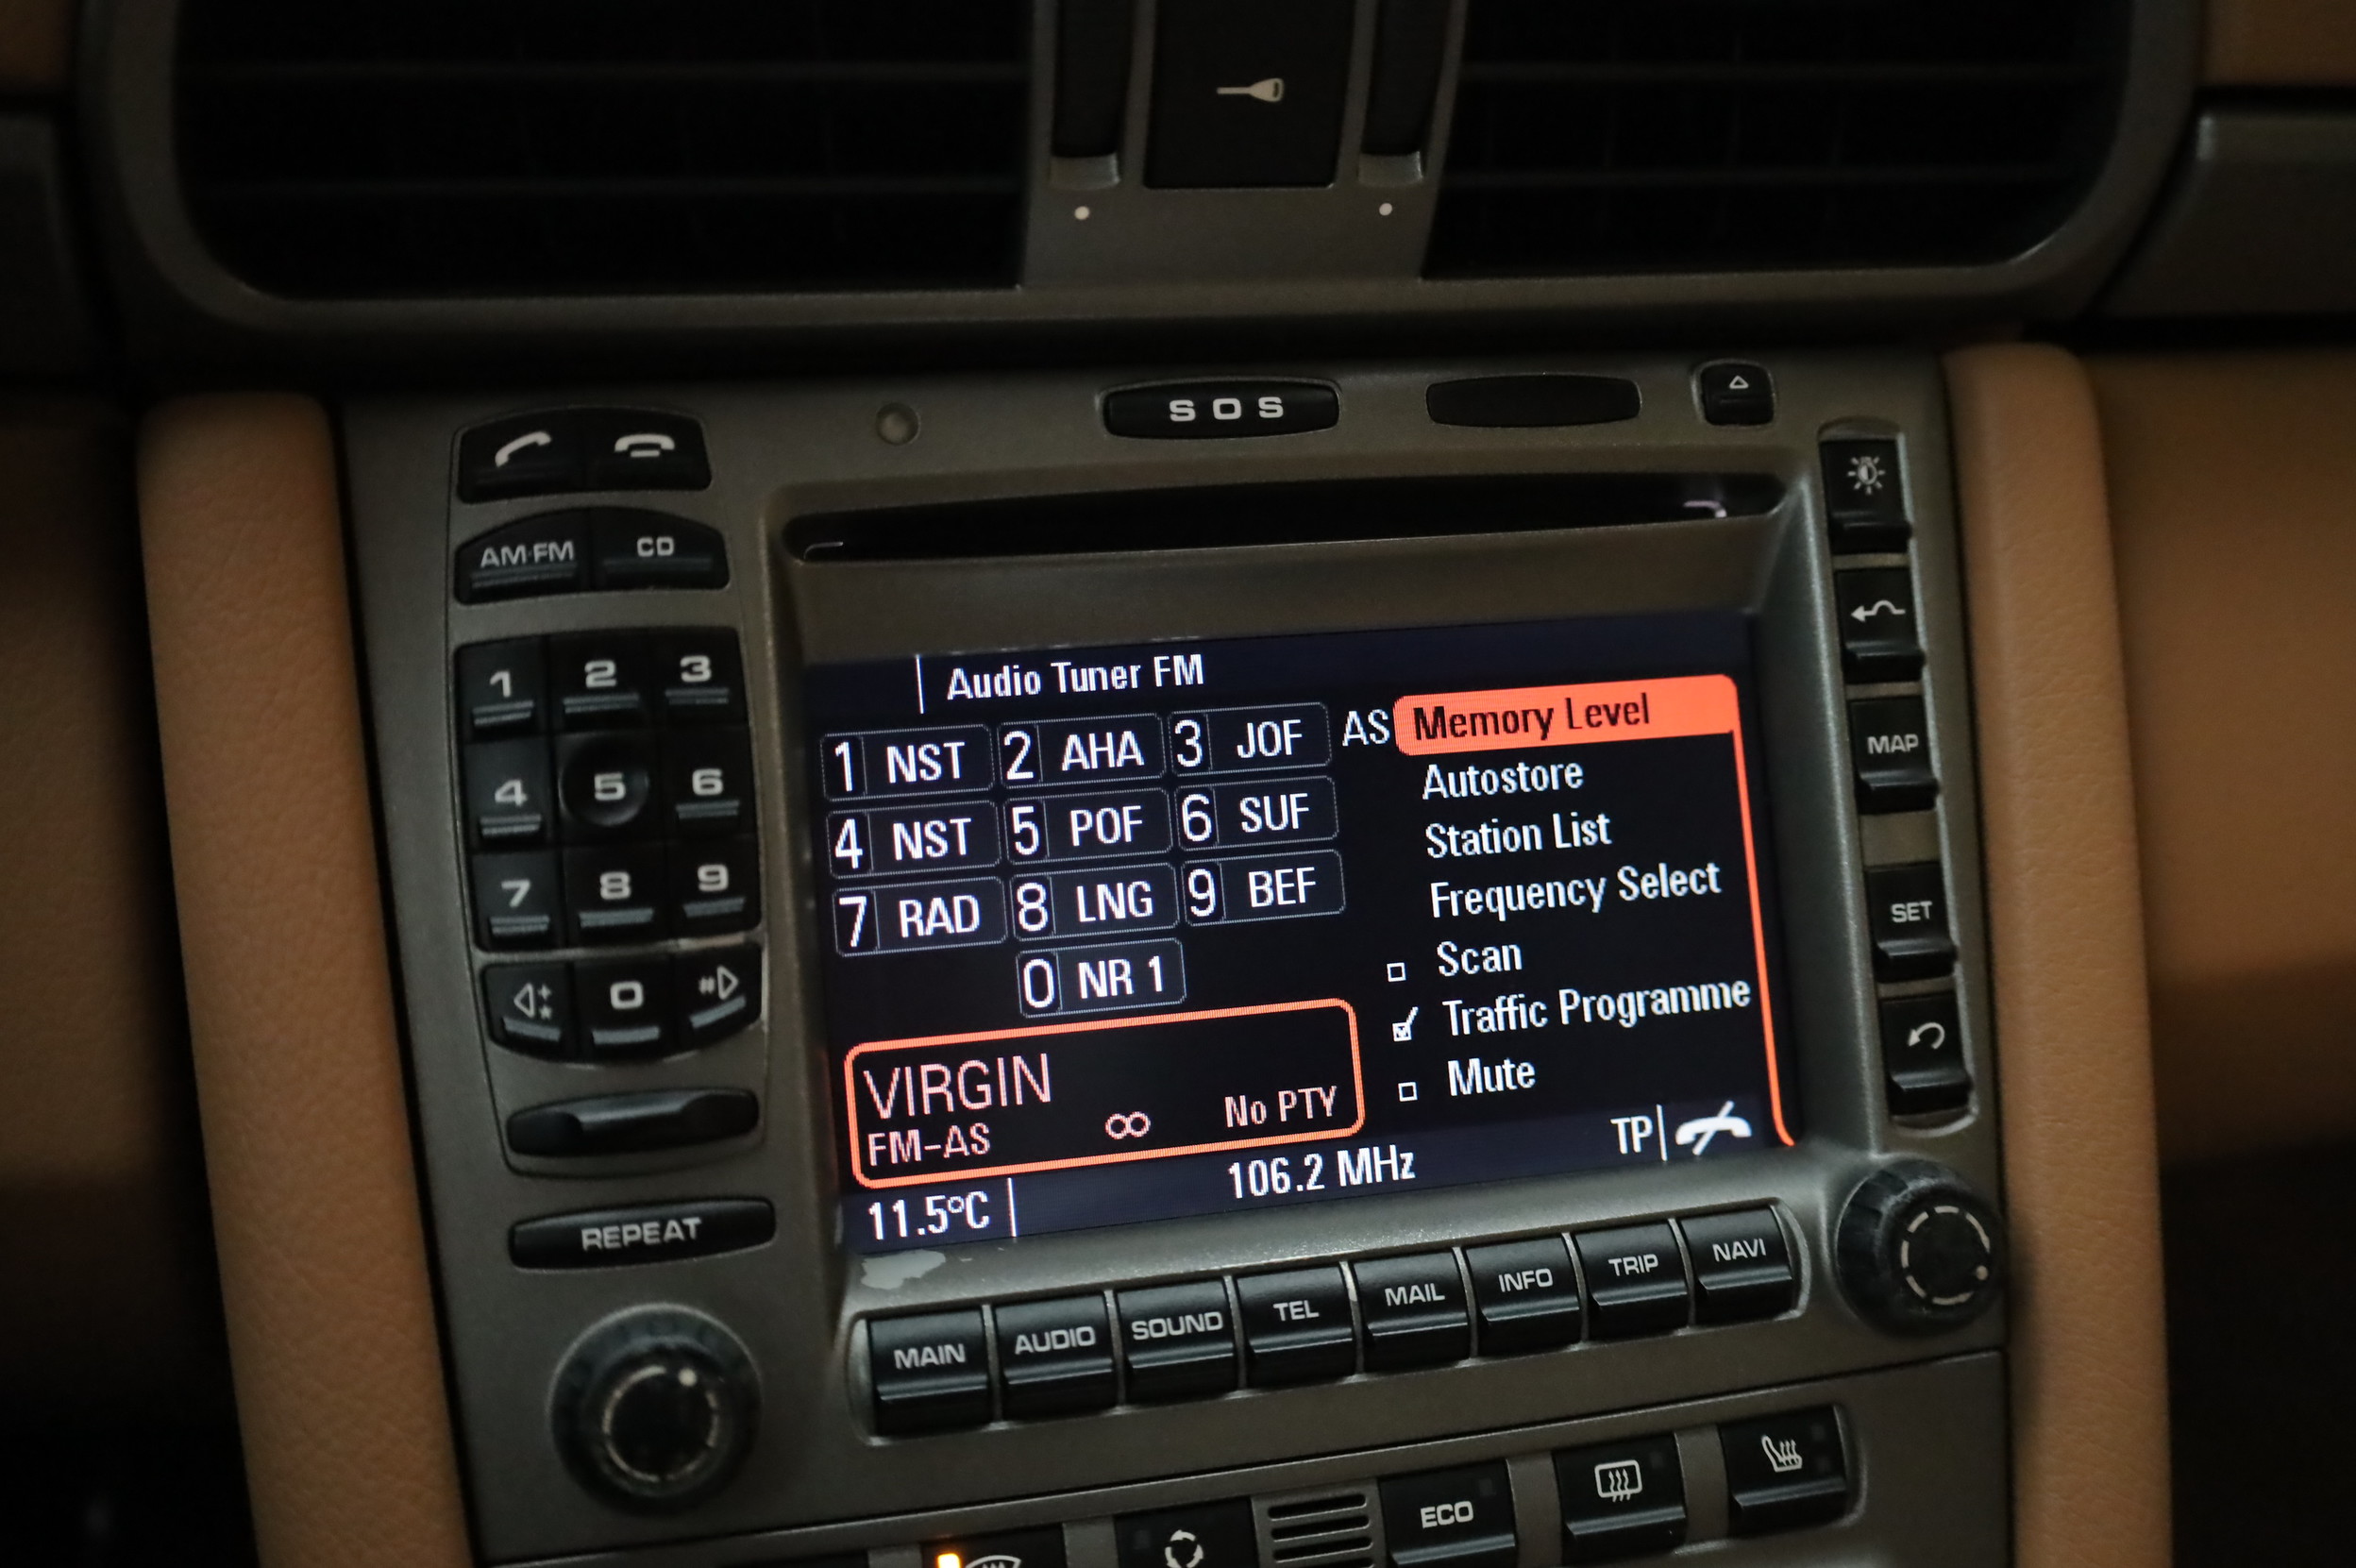 SOS
AM·FM CD
1 2 3
4 5 6
7 8 9
0
REPEAT
MAP
SET
Audio Tuner FM
1 NST 2 AHA 3 JOF AS
4 NST 5 POF 6 SUF
7 RAD 8 LNG 9 BEF
0 NR 1
Memory Level
Autostore
Station List
Frequency Select
Scan
Traffic Programme
Mute
VIRGIN
FM-AS ∞ No PTY
11.5°C 106.2 MHz TP
MAIN AUDIO SOUND TEL MAIL INFO TRIP NAVI
ECO